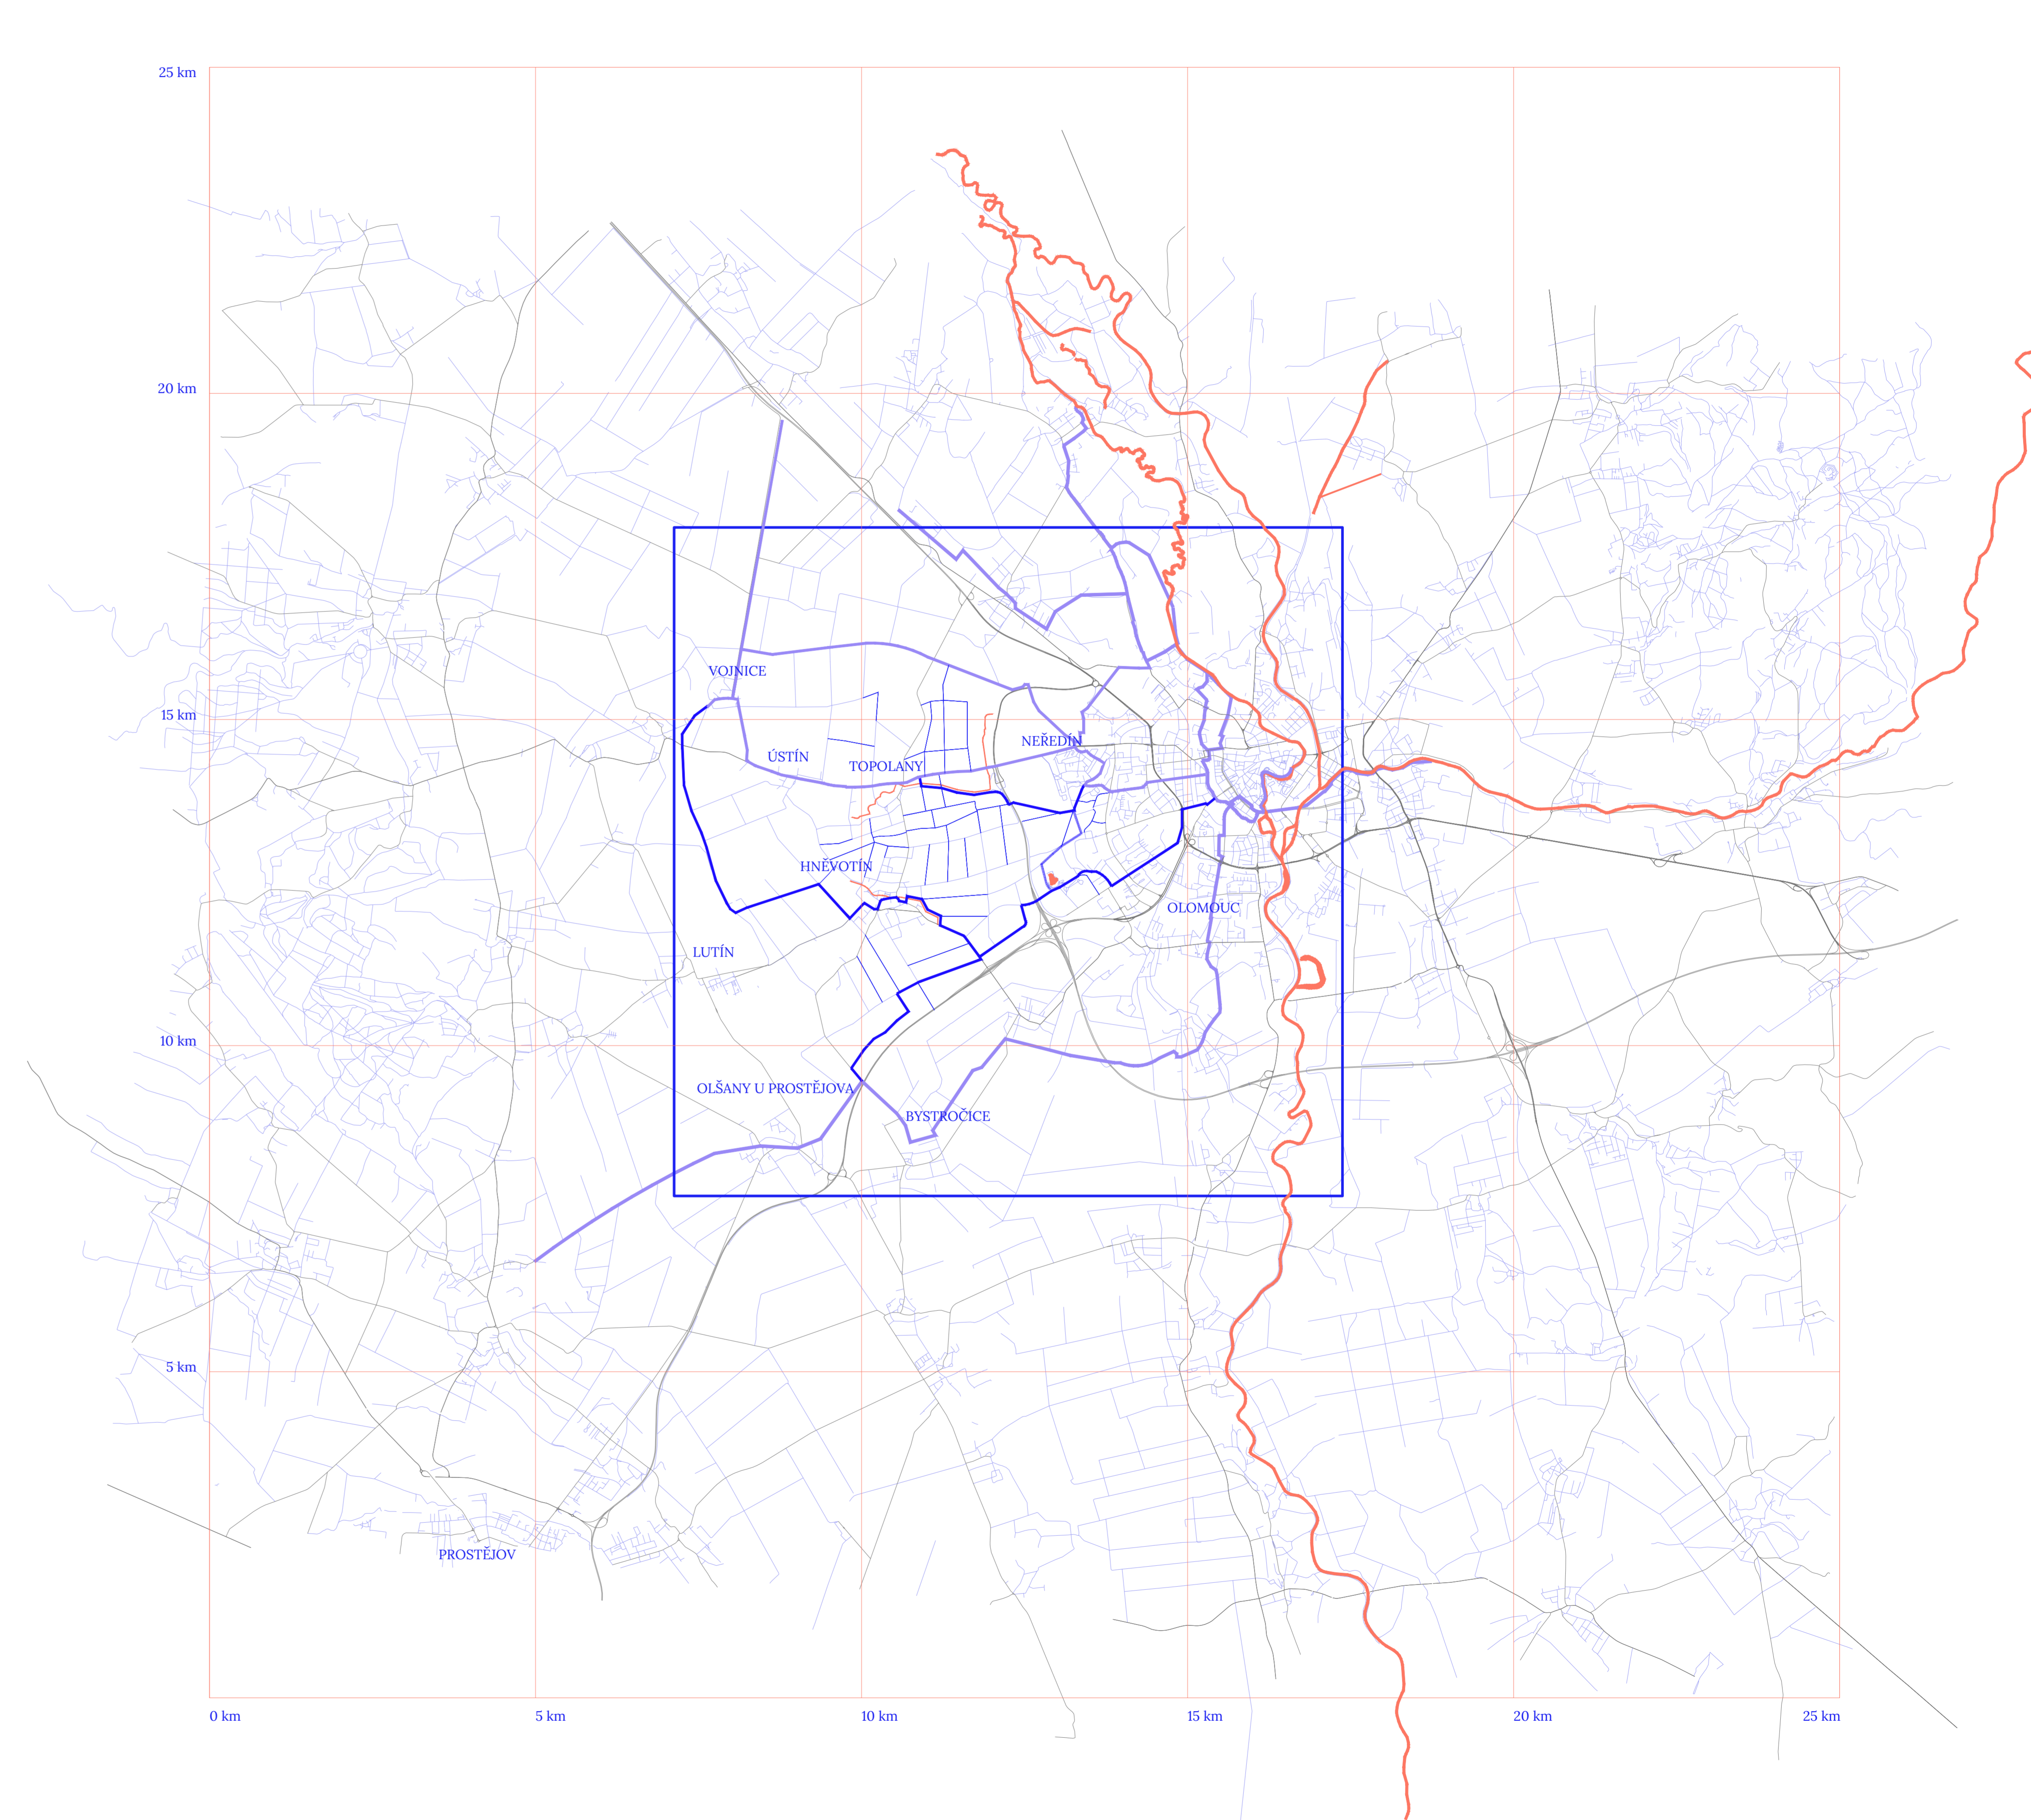 25 km
20 km
VOJNICE
15 km
NEŘEDÍN
ÚSTÍN
TOPOLANY
HNĚVOTÍN
OLOMOUC
LUTÍN
10 km
OLŠANY U PROSTĚJOVA
BYSTROČICE
5 km
PROSTĚJOV
0 km
5 km
10 km
15 km
20 km
25 km